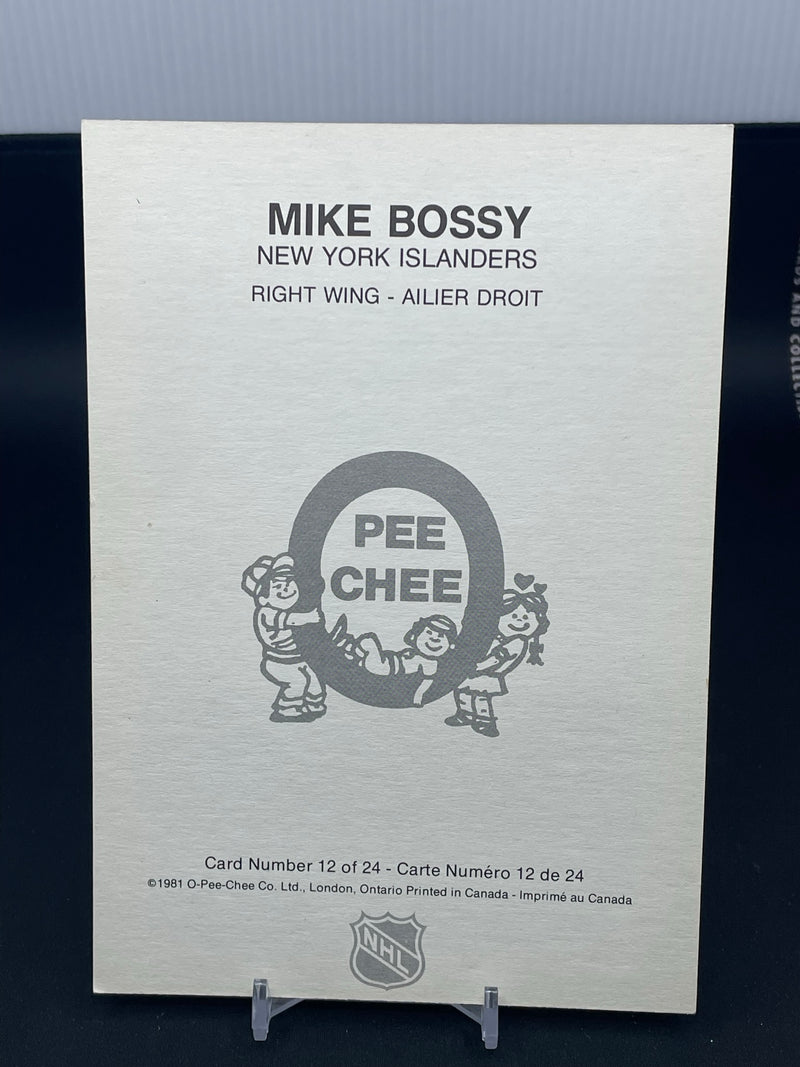 MIKE BOSSY
NEW YORK ISLANDERS
RIGHT WING - AILIER DROIT
PEE
CHEE
Card Number 12 of 24 - Carte Numéro 12 de 24
©1981 O-Pee-Chee Co. Ltd., London, Ontario Printed in Canada - Imprimé au Canada
NHL